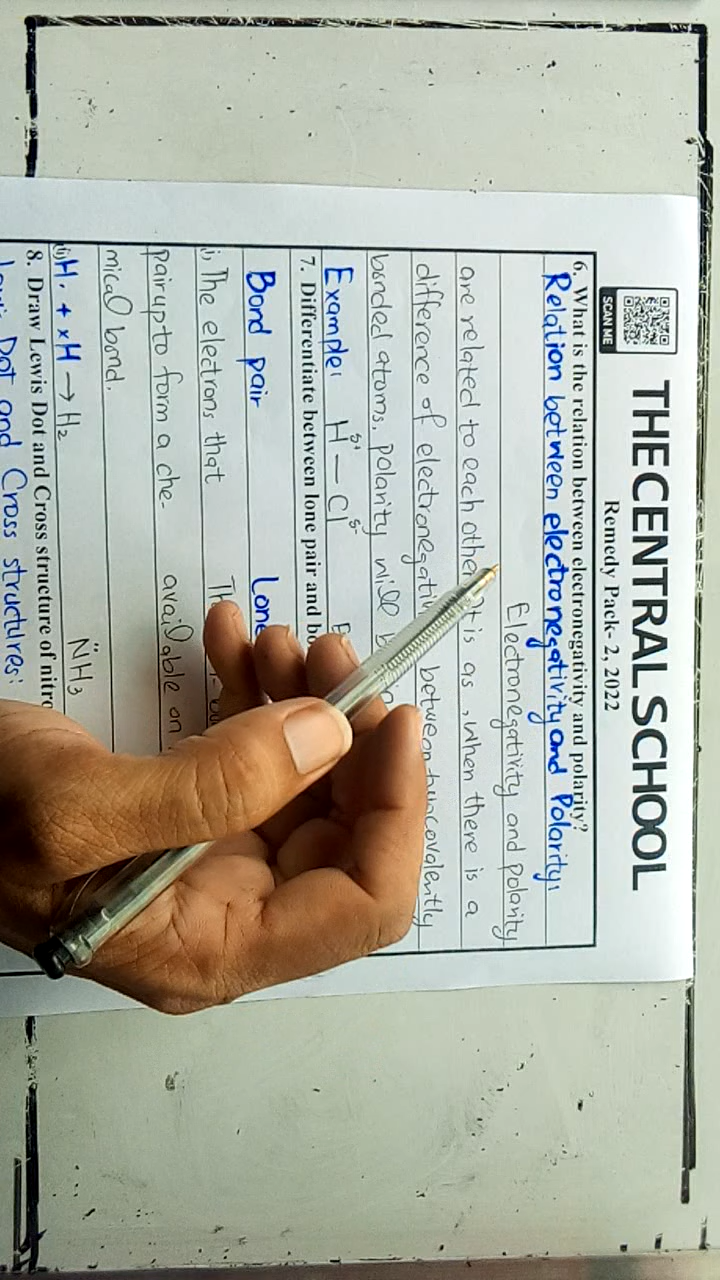 SCAN ME
THE CENTRAL SCHOOL
Remedy Pack- 2, 2022
6. What is the relation between electronegativity and polarity?
Relation between electronegativity and Polarity:
Electronegativity and polarity
are related to each other It is as , when there is a
difference of between two covalently
bonded atoms, polarity will
Example: H — Cl
δ+ δ-
7. Differentiate between lone pair and
Bond pair Lone
i) The electrons that
pair up to form a che- available on
mical bond.
ṄH₃
(ii) H. + xH → H₂
8. Draw Lewis Dot and Cross structure of
Dot and Cross structures: